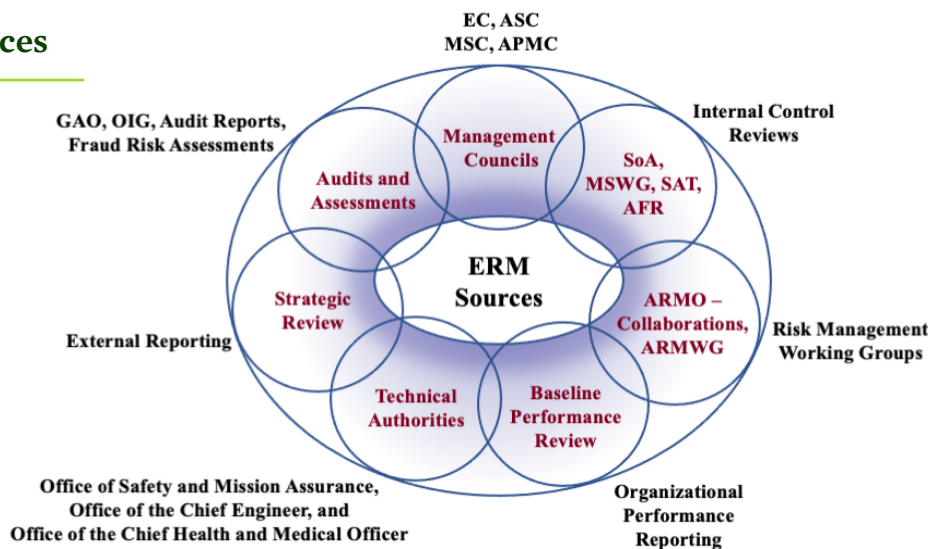 ces
EC, ASC
MSC, APMC
GAO, OIG, Audit Reports,
Fraud Risk Assessments
Internal Control
Reviews
Management
Councils
Audits and
Assessments
SoA,
MSWG, SAT,
AFR
ERM
Sources
Strategic
Review
ARMO –
Collaborations,
ARMWG
External Reporting
Risk Management
Working Groups
Technical
Authorities
Baseline
Performance
Review
Office of Safety and Mission Assurance,
Office of the Chief Engineer, and
Office of the Chief Health and Medical Officer
Organizational
Performance
Reporting